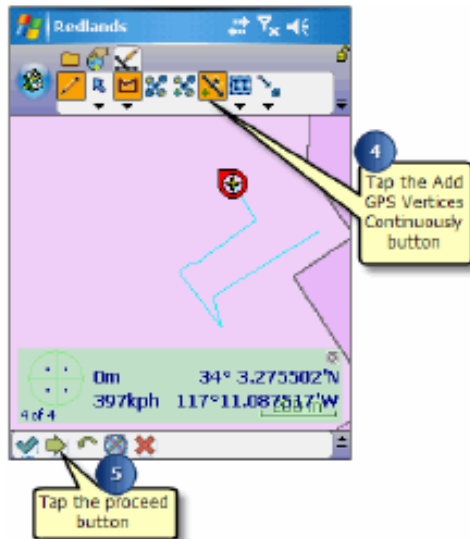 Redlands
4
Tap the Add
GPS Vertices
Continuously
button
0m 34° 3.275502'N
397kph 117°11.087517'W
4 of 4
5
Tap the proceed
button